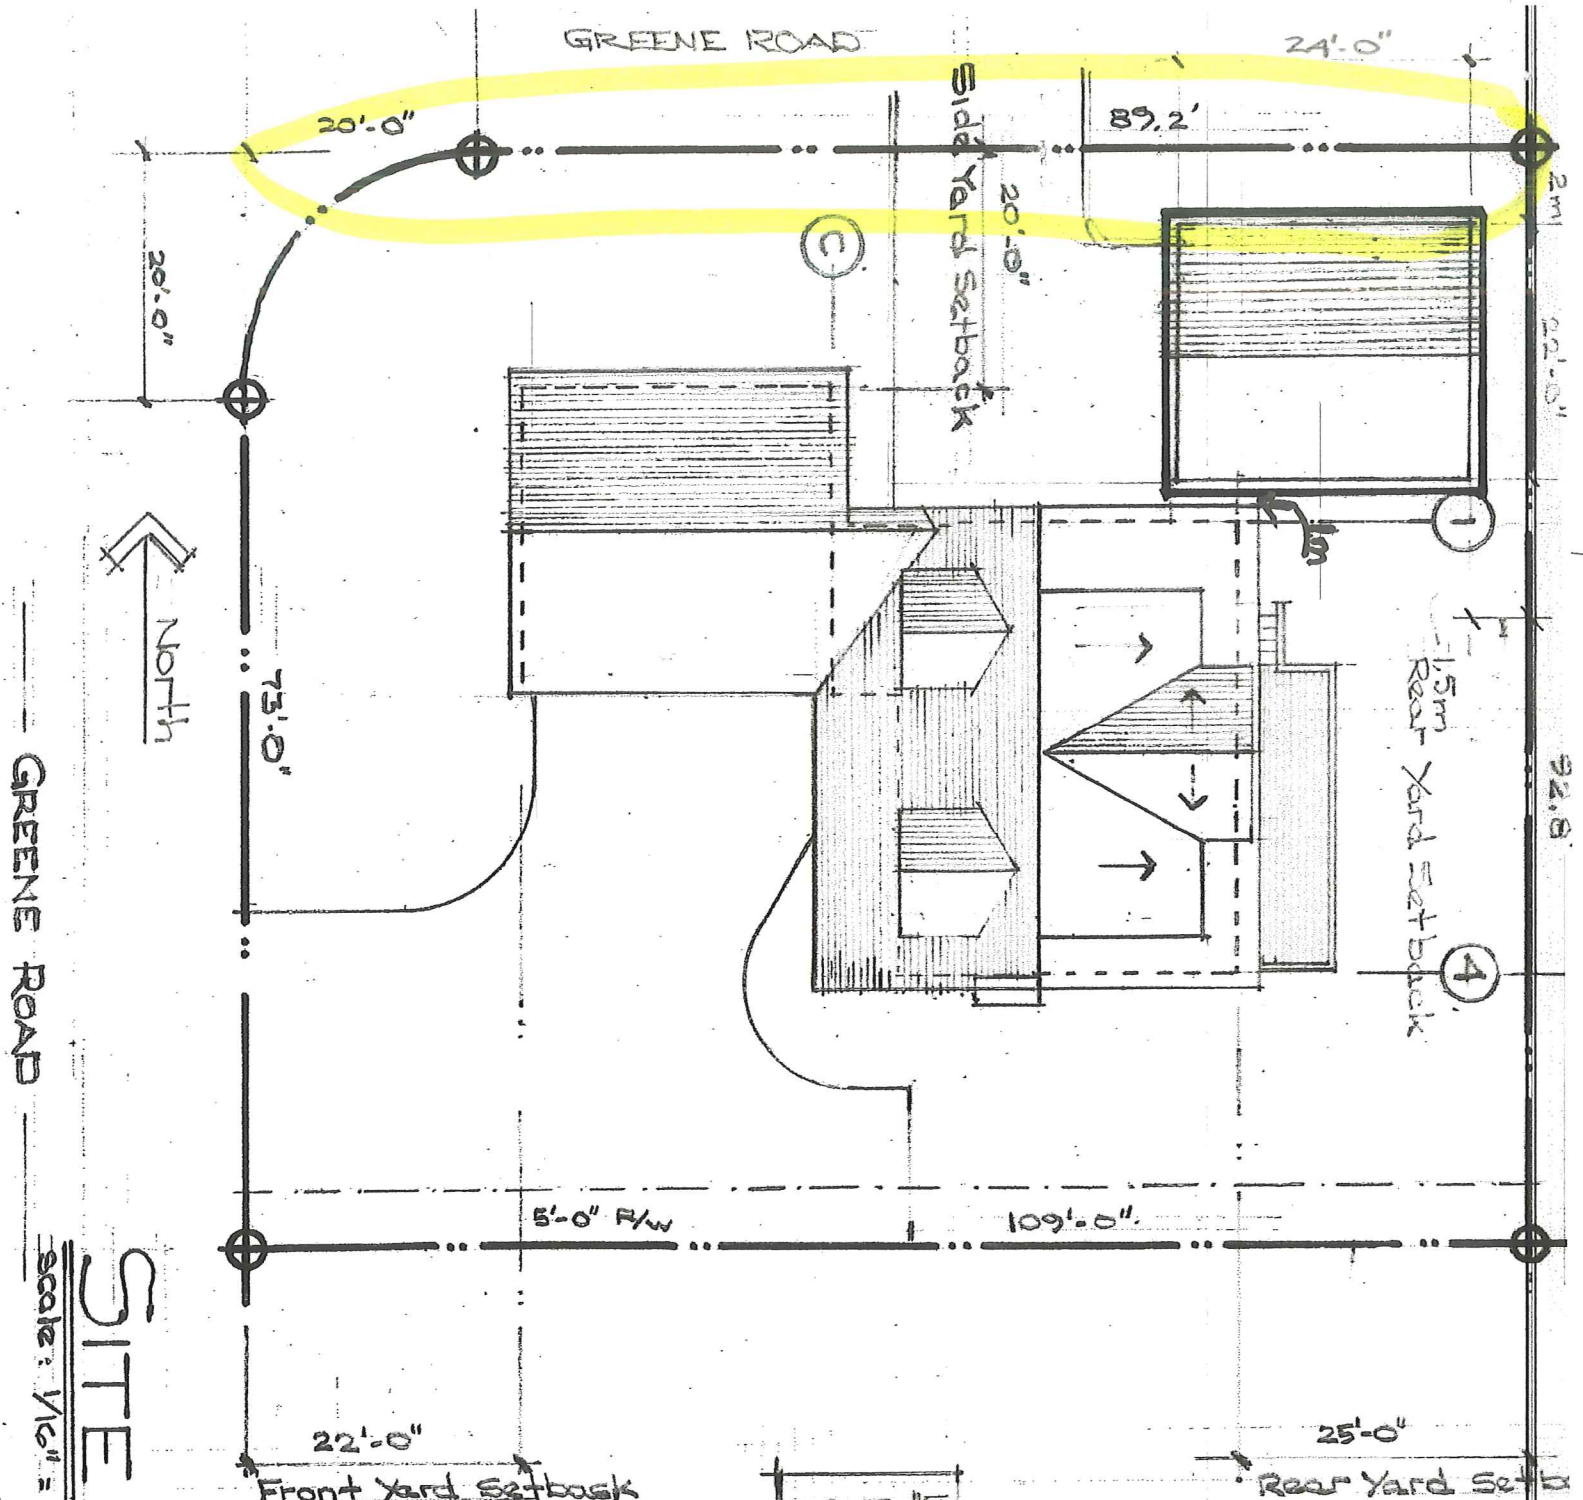 GREENE ROAD
24'-0"
20'-0"
89.2'
2m
Side Yard Setback
20'-0"
C
20'-0"
22'-0"
1m
1
North
73'-0"
1.5m
Rear Yard Setback
92.8'
4
GREENE ROAD
5'-0" R/W
109'-0"
SITE
scale: 1/16" =
22'-0"
Front Yard Setback
25'-0"
Rear Yard Setb